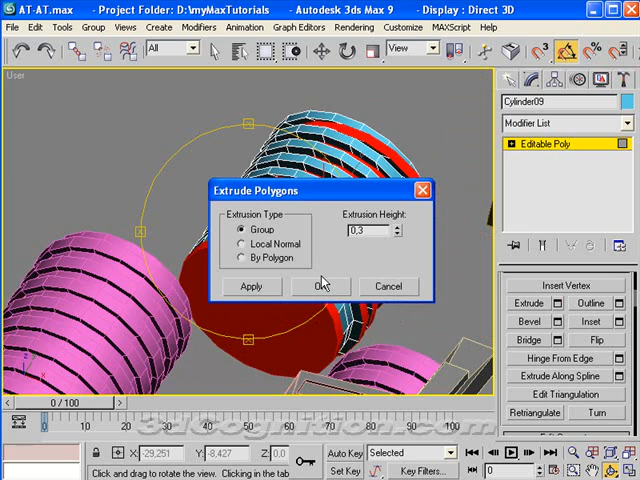 AT-AT.max - Project Folder: D:\myMaxTutorials - Autodesk 3ds Max 9 - Display : Direct 3D
File Edit Tools Group Views Create Modifiers Animation Graph Editors Rendering Customize MAXScript Help
All View
User
Cylinder09
Modifier List
Editable Poly
Extrude Polygons
Extrusion Type
Group
Local Normal
By Polygon
Extrusion Height:
0,3
Apply Cancel
Insert Vertex
Extrude Outline
Bevel Inset
Bridge Flip
Hinge From Edge
Extrude Along Spline
Edit Triangulation
Retriangulate Turn
0 / 100
0 10 20 30 40 50 60 70 80 90 100
3dCognition.com
X: -29,251 Y: -8,427 Z: 0,0
Auto Key Selected
Set Key Key Filters... 0
Click and drag to rotate the view. Clicking in the tab